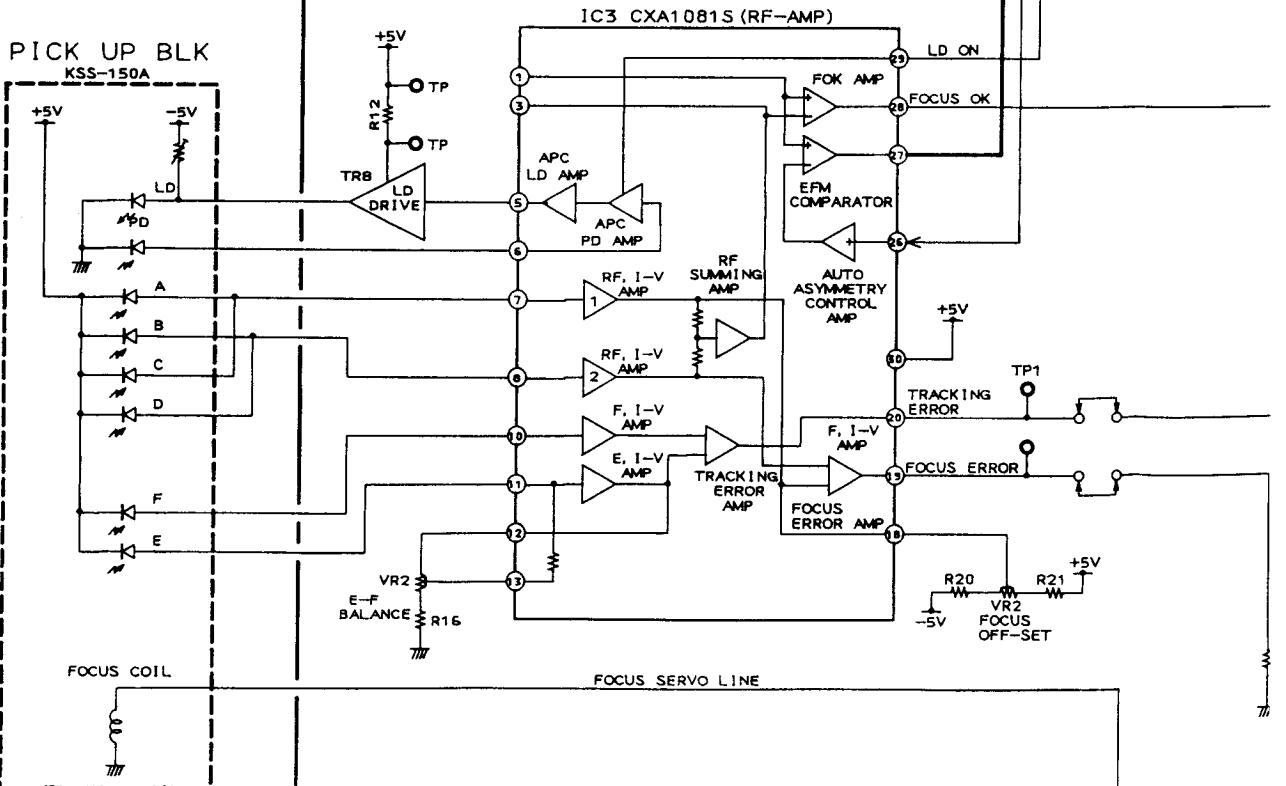 IC3 CXA1081S (RF-AMP)
PICK UP BLK
KSS-150A
+5V
-5V
LD
PD
A
B
C
D
F
E
FOCUS COIL
+5V
TP
R12
TP
TR8
LD
DRIVE
1
3
5
6
7
8
10
11
12
13
APC
LD AMP
APC
PD AMP
FOK AMP
EFM
COMPARATOR
AUTO
ASYMMETRY
CONTROL
AMP
RF
SUMMING
AMP
RF, I-V
AMP
1
RF, I-V
AMP
2
F, I-V
AMP
E, I-V
AMP
TRACKING
ERROR
AMP
F, I-V
AMP
FOCUS
ERROR AMP
29
LD ON
28
FOCUS OK
27
26
30
+5V
20
TRACKING
ERROR
TP1
19
FOCUS ERROR
18
VR2
E-F
BALANCE
R16
R20
R21
+5V
-5V
VR2
FOCUS
OFF-SET
FOCUS SERVO LINE